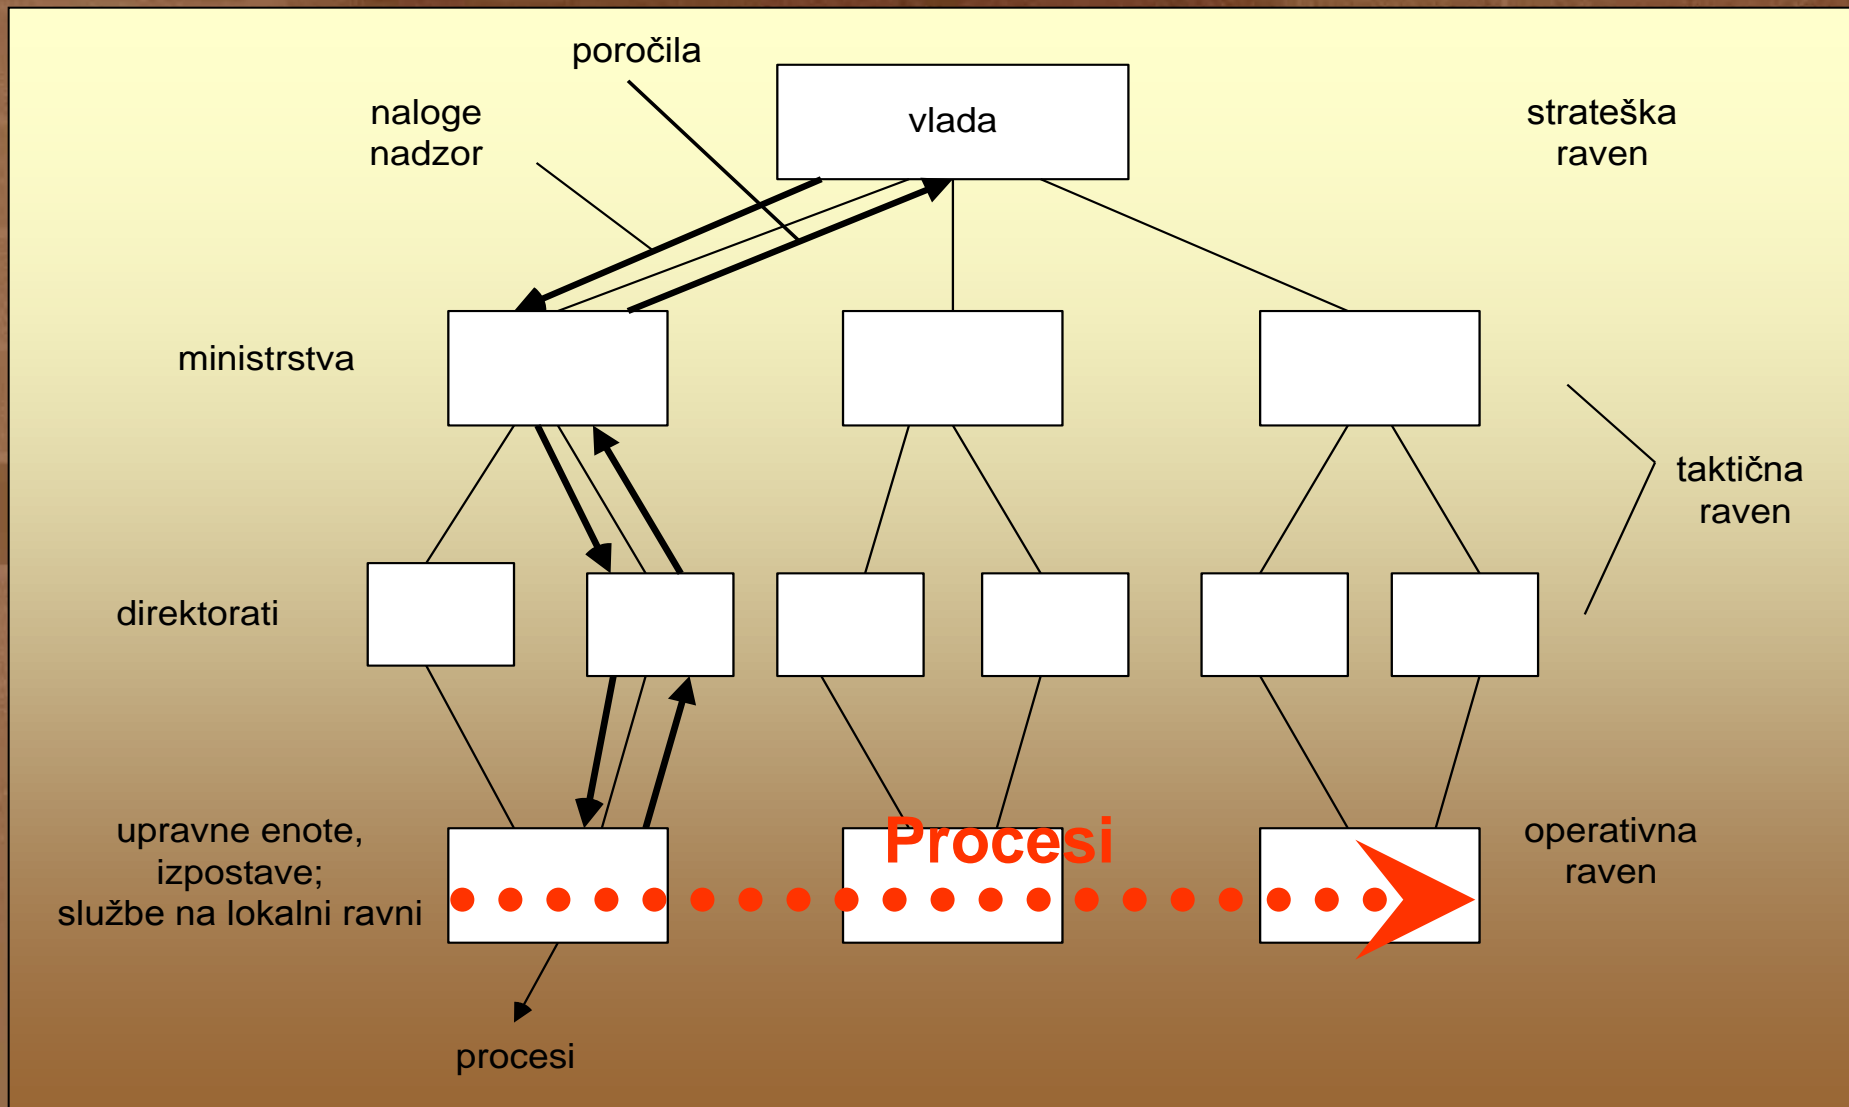 poročila
naloge
nadzor
vlada
strateška
raven
ministrstva
taktična
raven
direktorati
upravne enote,
izpostave;
službe na lokalni ravni
Procesi
operativna
raven
procesi